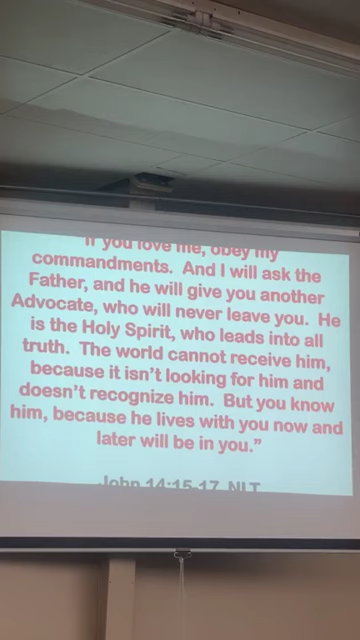 "If you love me, obey my
commandments. And I will ask the
Father, and he will give you another
Advocate, who will never leave you. He
is the Holy Spirit, who leads into all
truth. The world cannot receive him,
because it isn't looking for him and
doesn't recognize him. But you know
him, because he lives with you now and
later will be in you."
John 14:15-17, NLT